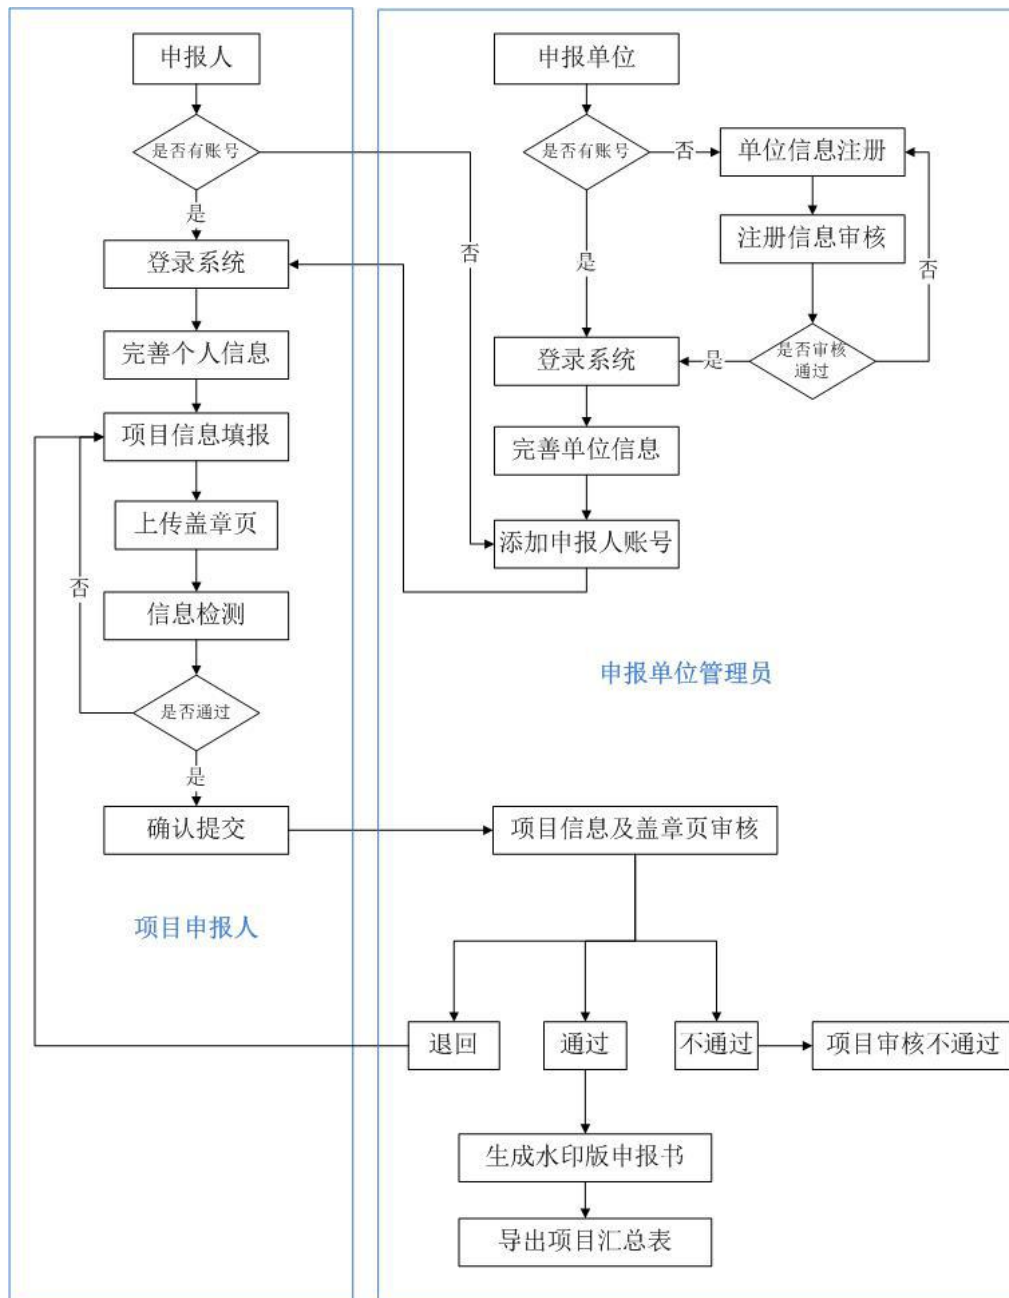 申报人
是否有账号
是
否
登录系统
完善个人信息
项目信息填报
上传盖章页
否
信息检测
是否通过
是
确认提交
项目申报人
申报单位
是否有账号
否
单位信息注册
注册信息审核
是
否
是否审核
通过
是
登录系统
完善单位信息
添加申报人账号
申报单位管理员
项目信息及盖章页审核
退回
通过
不通过
项目审核不通过
生成水印版申报书
导出项目汇总表